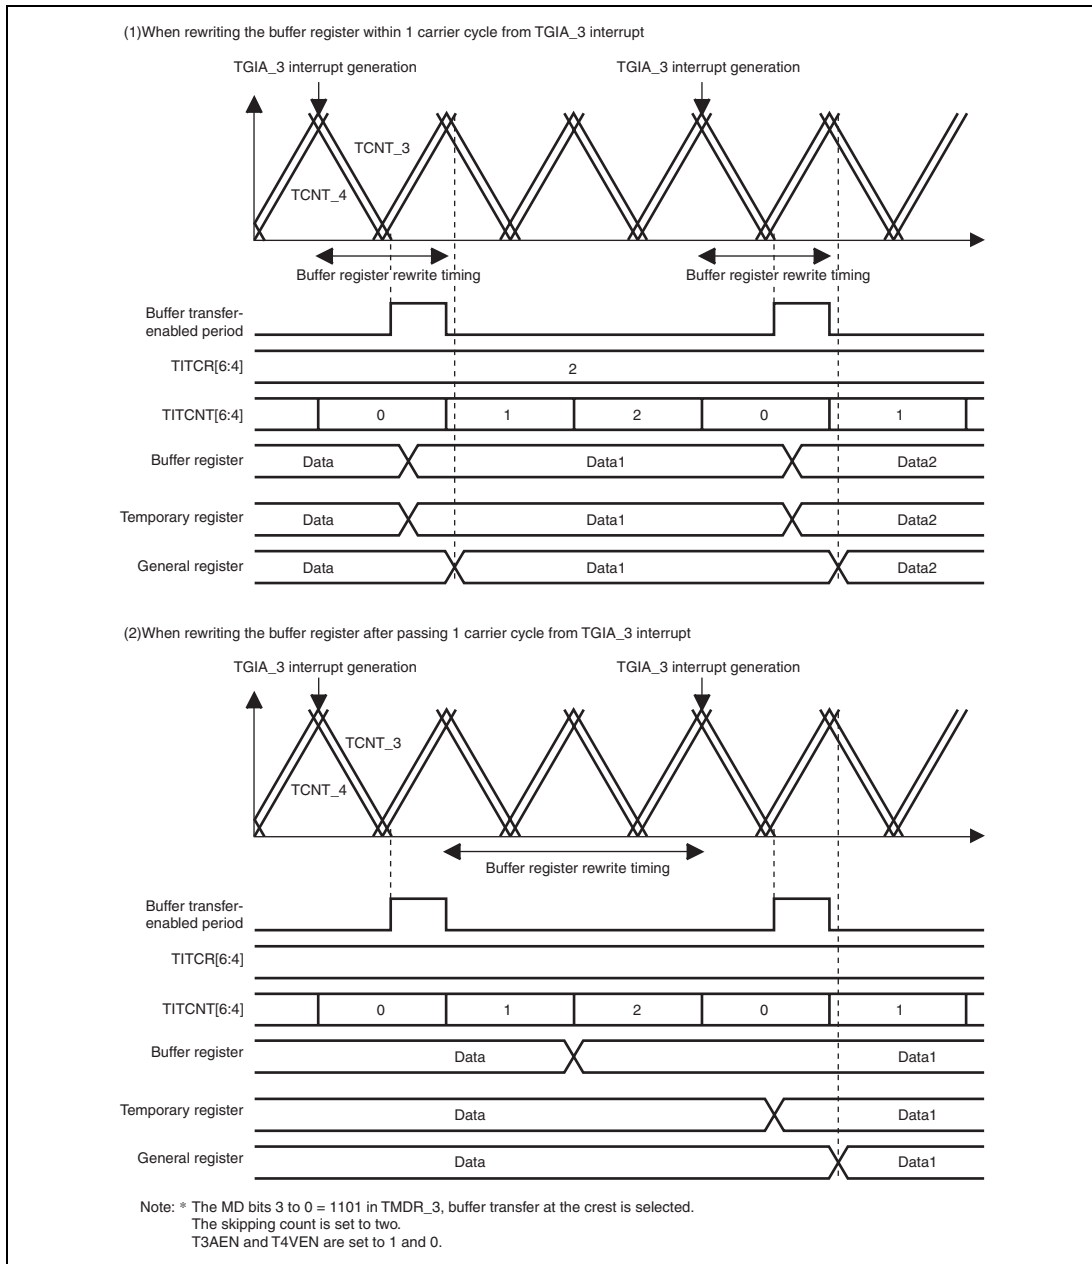 (1)When rewriting the buffer register within 1 carrier cycle from TGIA_3 interrupt
TGIA_3 interrupt generation
TGIA_3 interrupt generation
TCNT_3
TCNT_4
Buffer register rewrite timing
Buffer register rewrite timing
Buffer transfer-
enabled period
TITCR[6:4]
2
TITCNT[6:4]
0
1
2
0
1
Buffer register
Data
Data1
Data2
Temporary register
Data
Data1
Data2
General register
Data
Data1
Data2
(2)When rewriting the buffer register after passing 1 carrier cycle from TGIA_3 interrupt
TGIA_3 interrupt generation
TGIA_3 interrupt generation
TCNT_3
TCNT_4
Buffer register rewrite timing
Buffer transfer-
enabled period
TITCR[6:4]
TITCNT[6:4]
0
1
2
0
1
Buffer register
Data
Data1
Temporary register
Data
Data1
General register
Data
Data1
Note: * The MD bits 3 to 0 = 1101 in TMDR_3, buffer transfer at the crest is selected.
The skipping count is set to two.
T3AEN and T4VEN are set to 1 and 0.